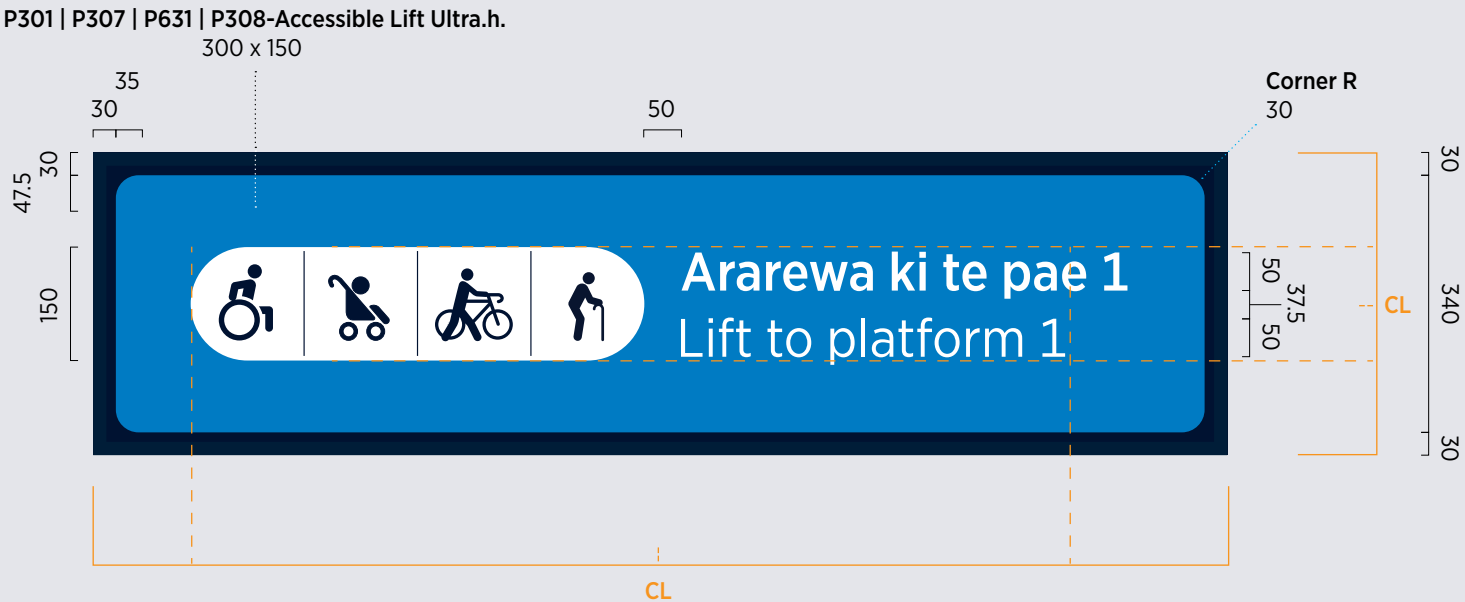 P301 | P307 | P631 | P308-Accessible Lift Ultra.h.
300 x 150
35
30
50
Corner R
30
30
47.5
150
Ararewa ki te pae 1
Lift to platform 1
50
37.5
50
CL
30
340
30
CL